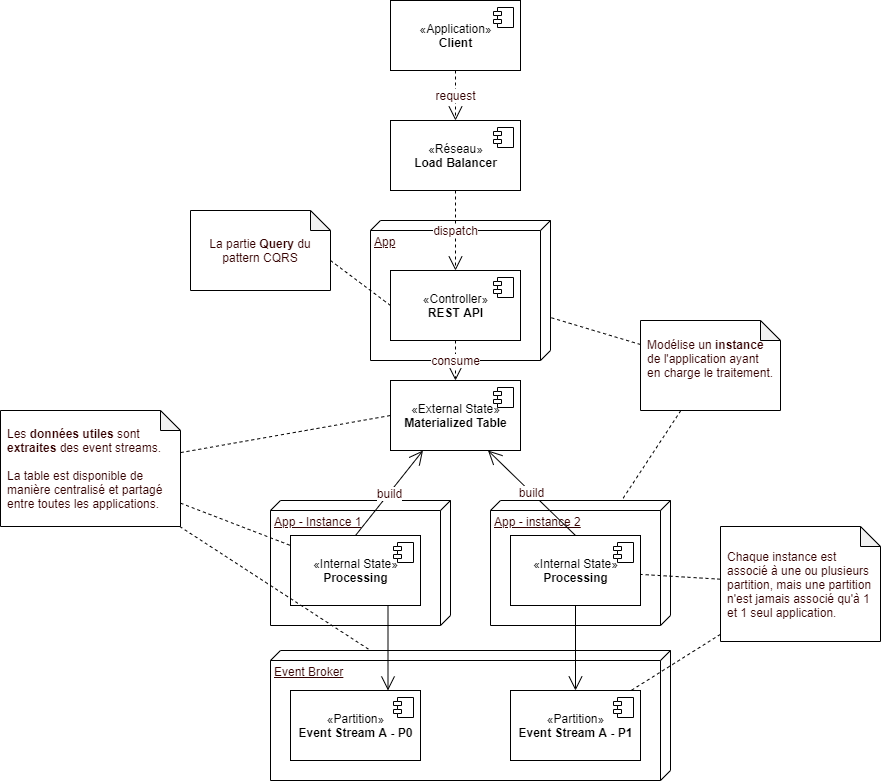 «Application»
Client
request
«Réseau»
Load Balancer
dispatch
App
La partie Query du
pattern CQRS
«Controller»
REST API
Modélise un instance
de l'application ayant
en charge le traitement.
consume
«External State»
Materialized Table
Les données utiles sont
extraites des event streams.
La table est disponible de
manière centralisé et partagé
entre toutes les applications.
build
build
App - Instance 1
App - instance 2
«Internal State»
Processing
«Internal State»
Processing
Chaque instance est
associé à une ou plusieurs
partition, mais une partition
n'est jamais associé qu'à 1
et 1 seul application.
Event Broker
«Partition»
Event Stream A - P0
«Partition»
Event Stream A - P1